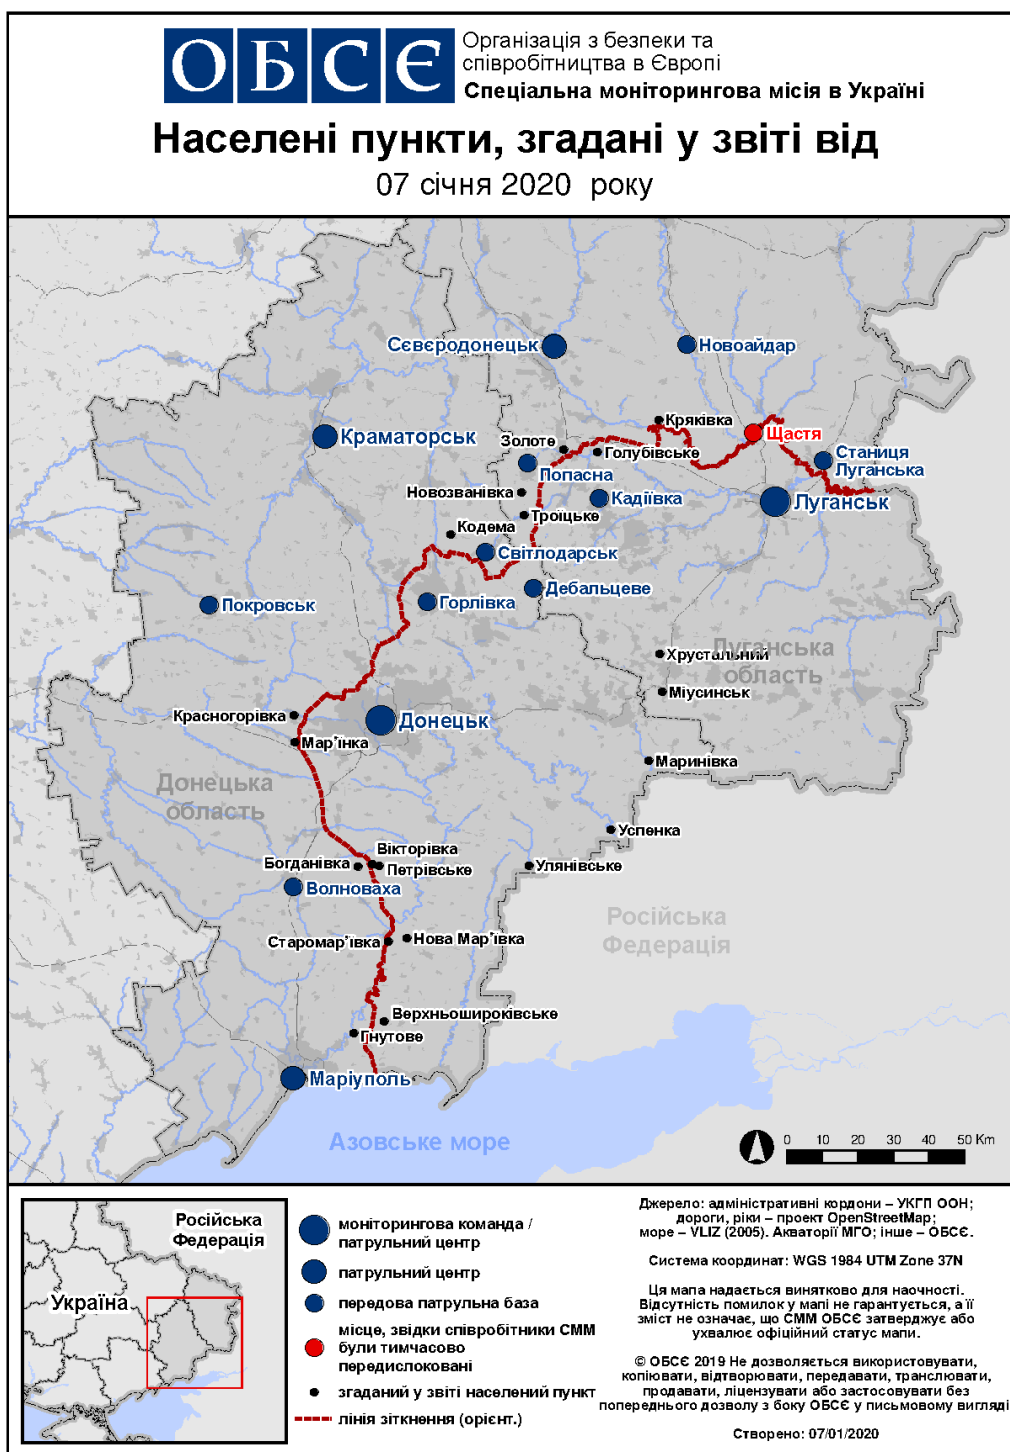 ОБСЄ
Організація з безпеки та
співробітництва в Європі
Спеціальна моніторингова місія в Україні
Населені пункти, згадані у звіті від
07 січня 2020 року
Сєвєродонецьк
Новоайдар
Кряківка
Щастя
Краматорськ
Золоте
Голубівське
Станиця
Луганська
Попасна
Новозванівка
Кадіївка
Луганськ
Троїцьке
Кодема
Світлодарськ
Дебальцеве
Покровськ
Горлівка
Хрустальний
Луганська
область
Міусинськ
Красногорівка
Донецьк
Мар'їнка
Маринівка
Донецька
область
Успенка
Вікторівка
Богданівка
Петрівське
Улянівське
Волноваха
Російська
Федерація
Старомар'ївка
Нова Мар'ївка
Верхньошироківське
Гнутове
Маріуполь
Азовське море
0 10 20 30 40 50 Km
Російська
Федерація
Україна
моніторингова команда /
патрульний центр
патрульний центр
передова патрульна база
місце, звідки співробітники СММ
були тимчасово
передислоковані
згаданий у звіті населений пункт
лінія зіткнення (орієнт.)
Джерело: адміністративні кордони – УКГП ООН;
дороги, ріки – проект OpenStreetMap;
море – VLIZ (2005). Акваторії МГО; інше – ОБСЄ.
Система координат: WGS 1984 UTM Zone 37N
Ця мапа надається винятково для наочності.
Відсутність помилок у мапі не гарантується, а її
зміст не означає, що СММ ОБСЄ затверджує або
ухвалює офіційний статус мапи.
© ОБСЄ 2019 Не дозволяється використовувати,
копіювати, відтворювати, передавати, транслювати,
продавати, ліцензувати або застосовувати без
попереднього дозволу з боку ОБСЄ у письмовому вигляді
Створено: 07/01/2020